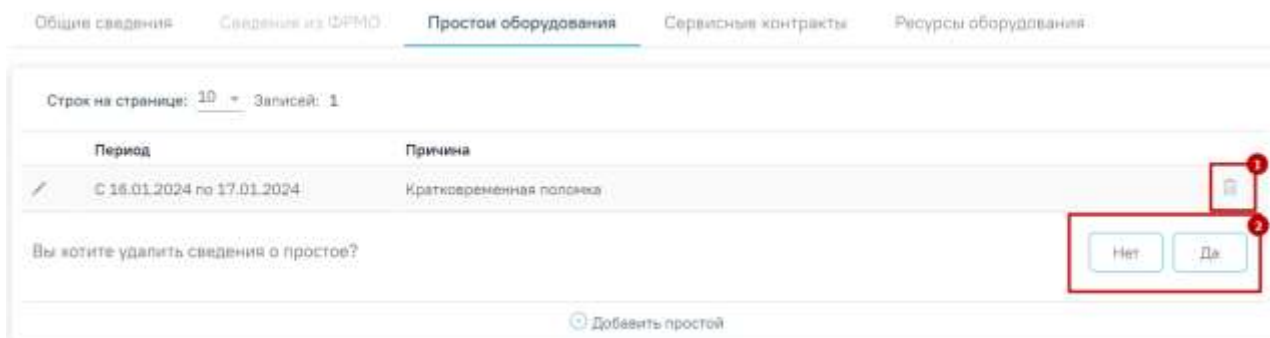 Общие сведения Сведения из ФРМО Простои оборудования Сервисные контракты Ресурсы оборудования
Строк на странице: 10 Записей: 1
Период Причина
С 16.01.2024 по 17.01.2024 Кратковременная поломка
1
Вы хотите удалить сведения о простое? Нет Да
2
Добавить простой